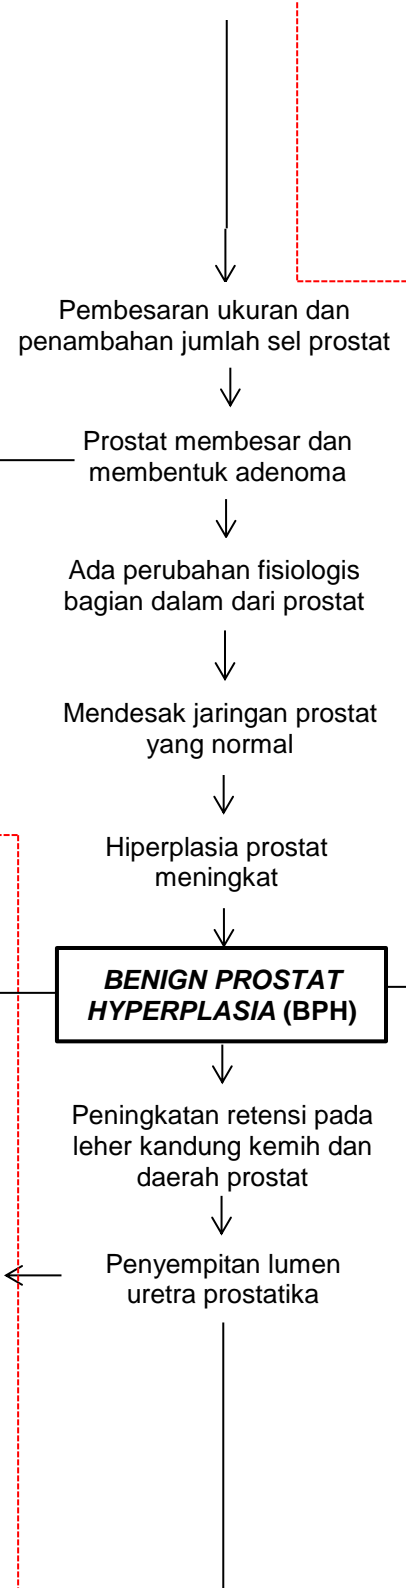 Pembesaran ukuran dan
penambahan jumlah sel prostat
Prostat membesar dan
membentuk adenoma
Ada perubahan fisiologis
bagian dalam dari prostat
Mendesak jaringan prostat
yang normal
Hiperplasia prostat
meningkat
BENIGN PROSTAT
HYPERPLASIA (BPH)
Peningkatan retensi pada
leher kandung kemih dan
daerah prostat
Penyempitan lumen
uretra prostatika